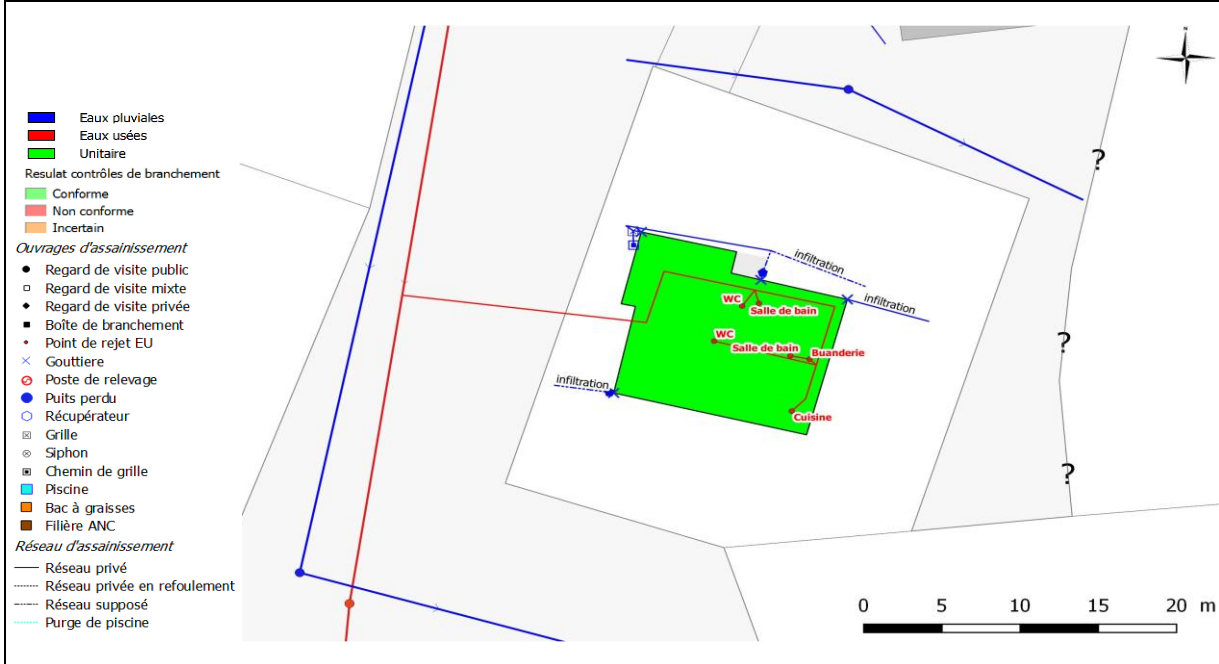 N
Eaux pluviales
Eaux usées
Unitaire
Resulat contrôles de branchement
Conforme
Non conforme
Incertain
Ouvrages d'assainissement
Regard de visite public
Regard de visite mixte
Regard de visite privée
Boîte de branchement
Point de rejet EU
Gouttiere
Poste de relevage
Puits perdu
Récupérateur
Grille
Siphon
Chemin de grille
Piscine
Bac à graisses
Filière ANC
Réseau d'assainissement
Réseau privé
Réseau privée en refoulement
Réseau supposé
Purge de piscine
?
infiltration
infiltration
WC
Salle de bain
WC
Salle de bain
Buanderie
infiltration
Cuisine
?
?
0 5 10 15 20 m